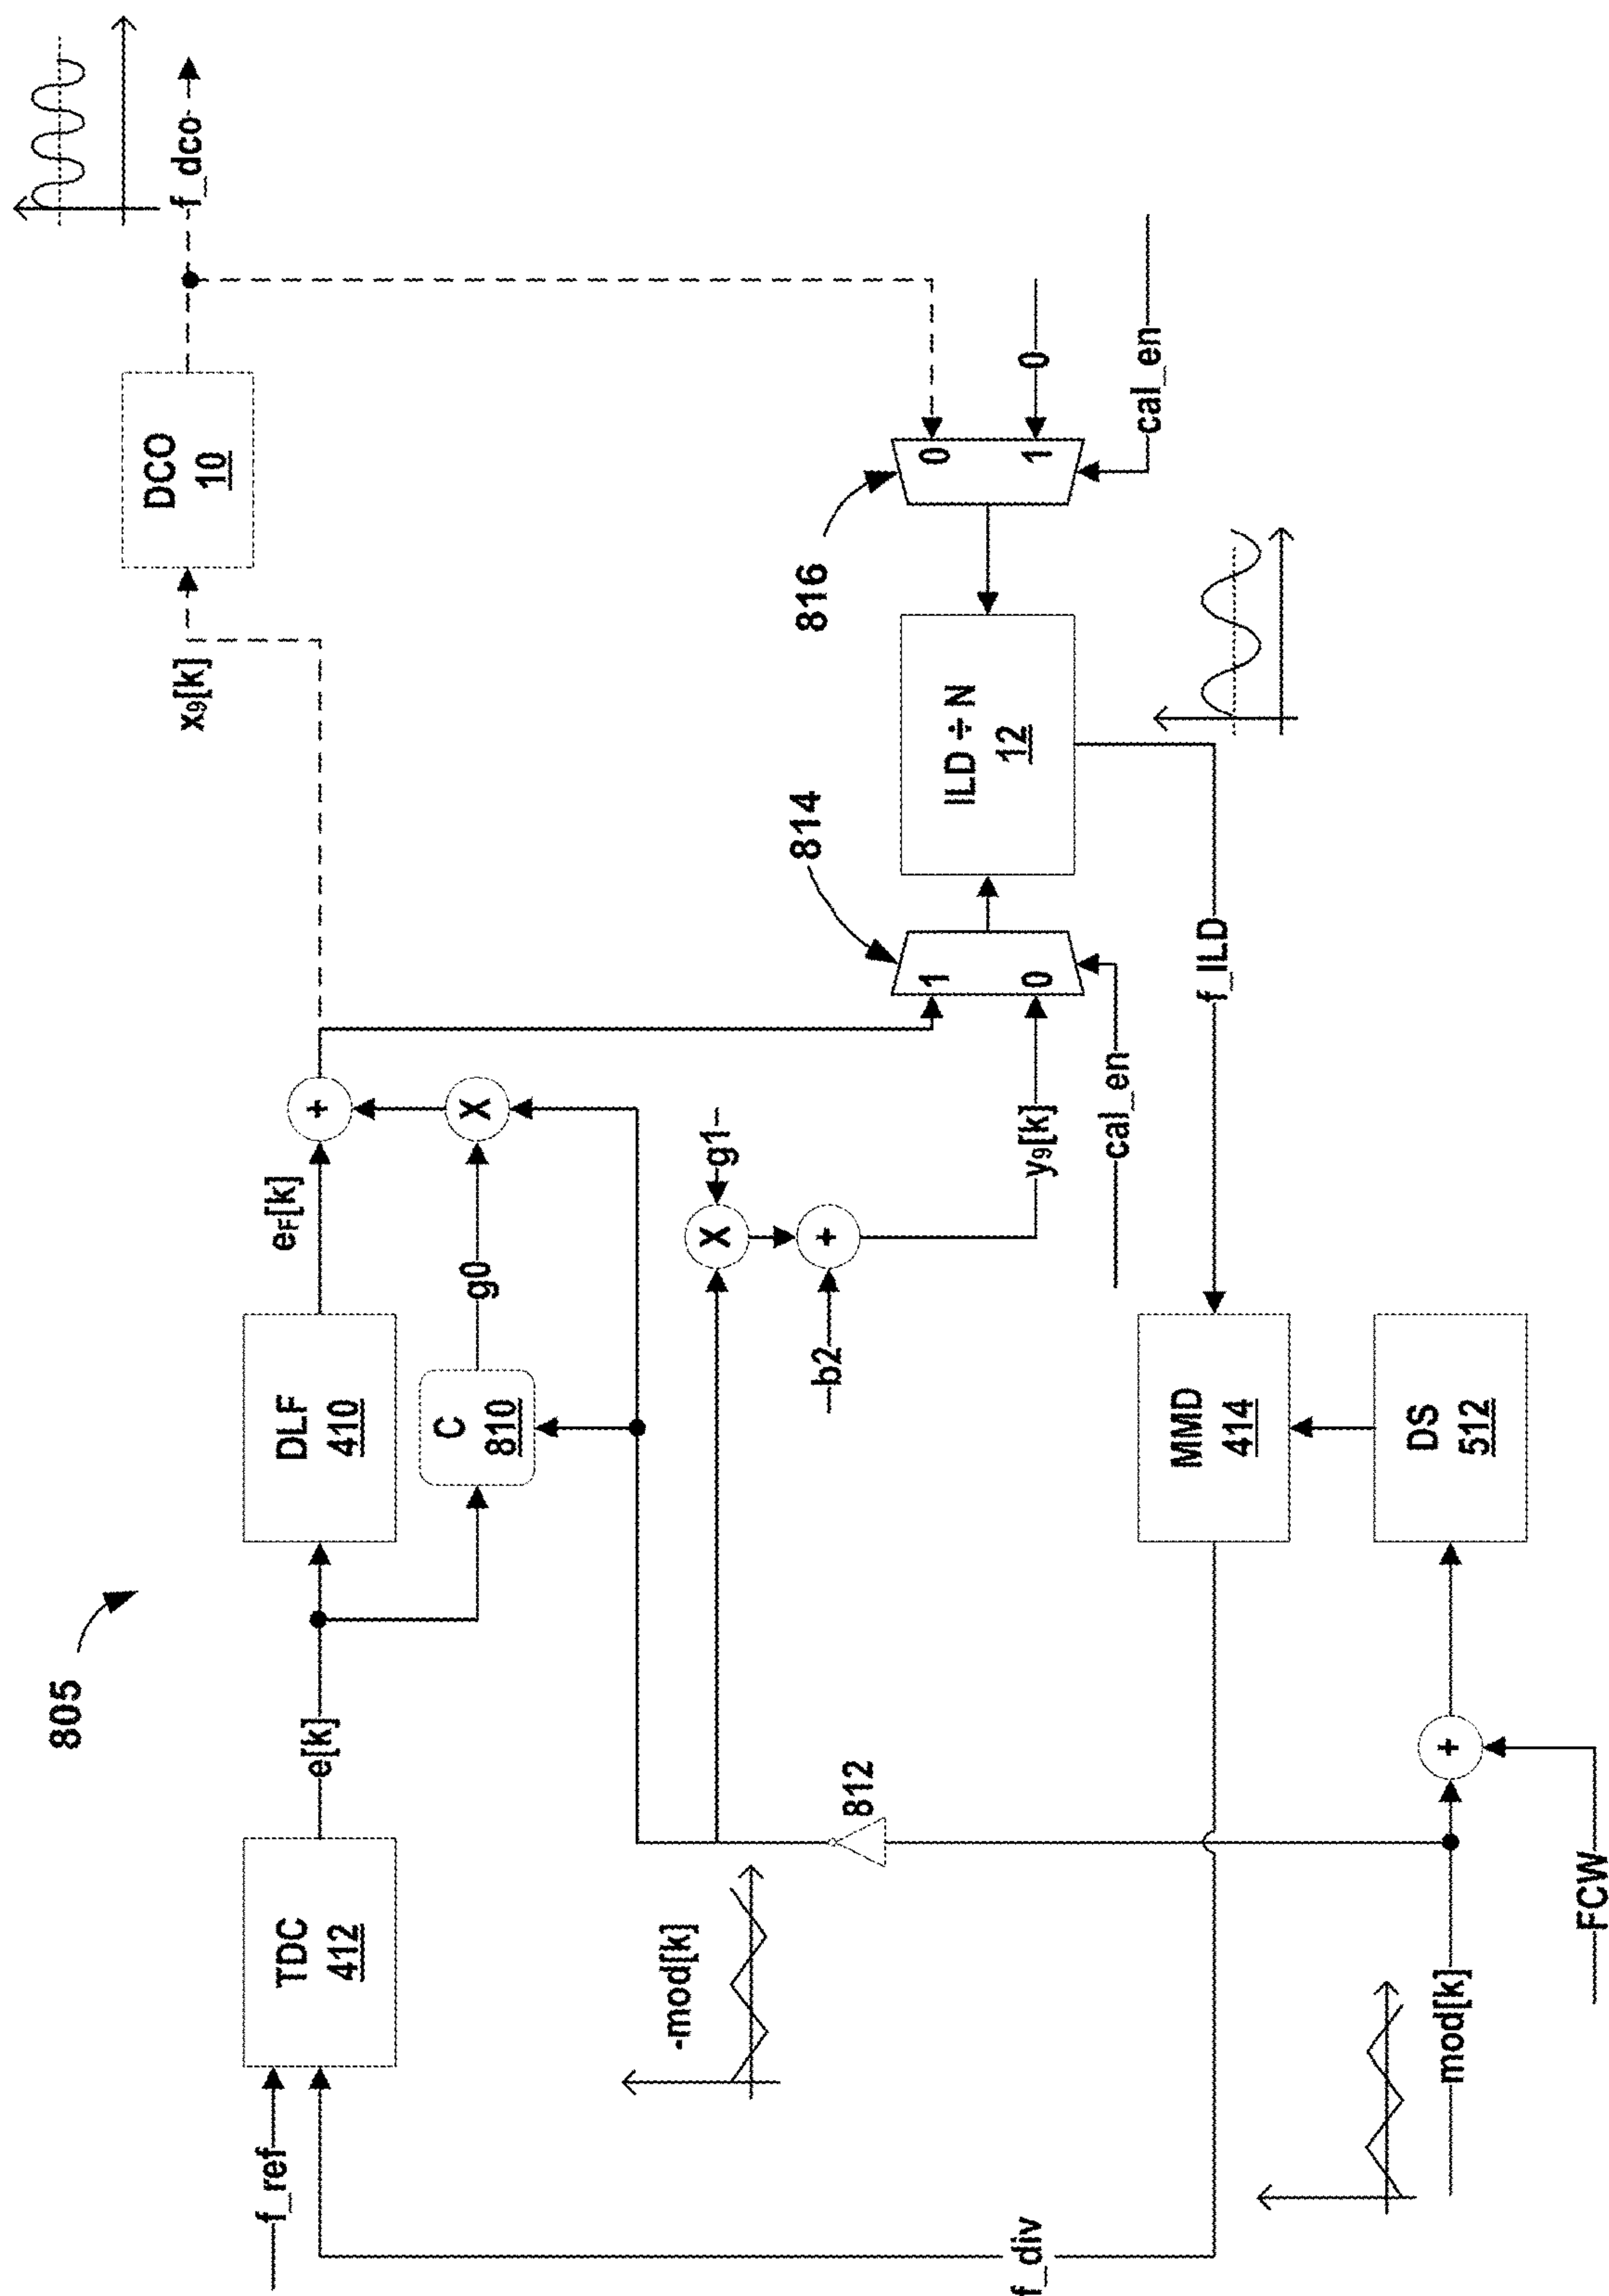 805
f_ref
TDC
412
e[k]
DLF
410
eF[k]
+
x9[k]
DCO
10
f_dco
C
810
g0
X
-mod[k]
812
X
g1
b2
+
y9[k]
814
1
0
cal_en
ILD ÷ N
12
816
0
1
0
cal_en
f_ILD
f_div
MMD
414
DS
512
mod[k]
+
FCW